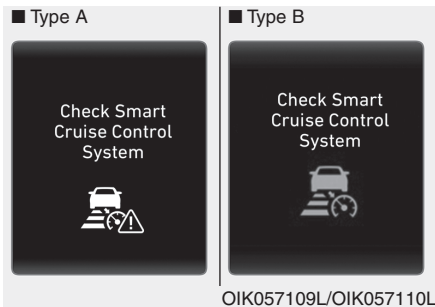 ■ Type A
Check Smart
Cruise Control
System
■ Type B
Check Smart
Cruise Control
System
OIK057109L/OIK057110L